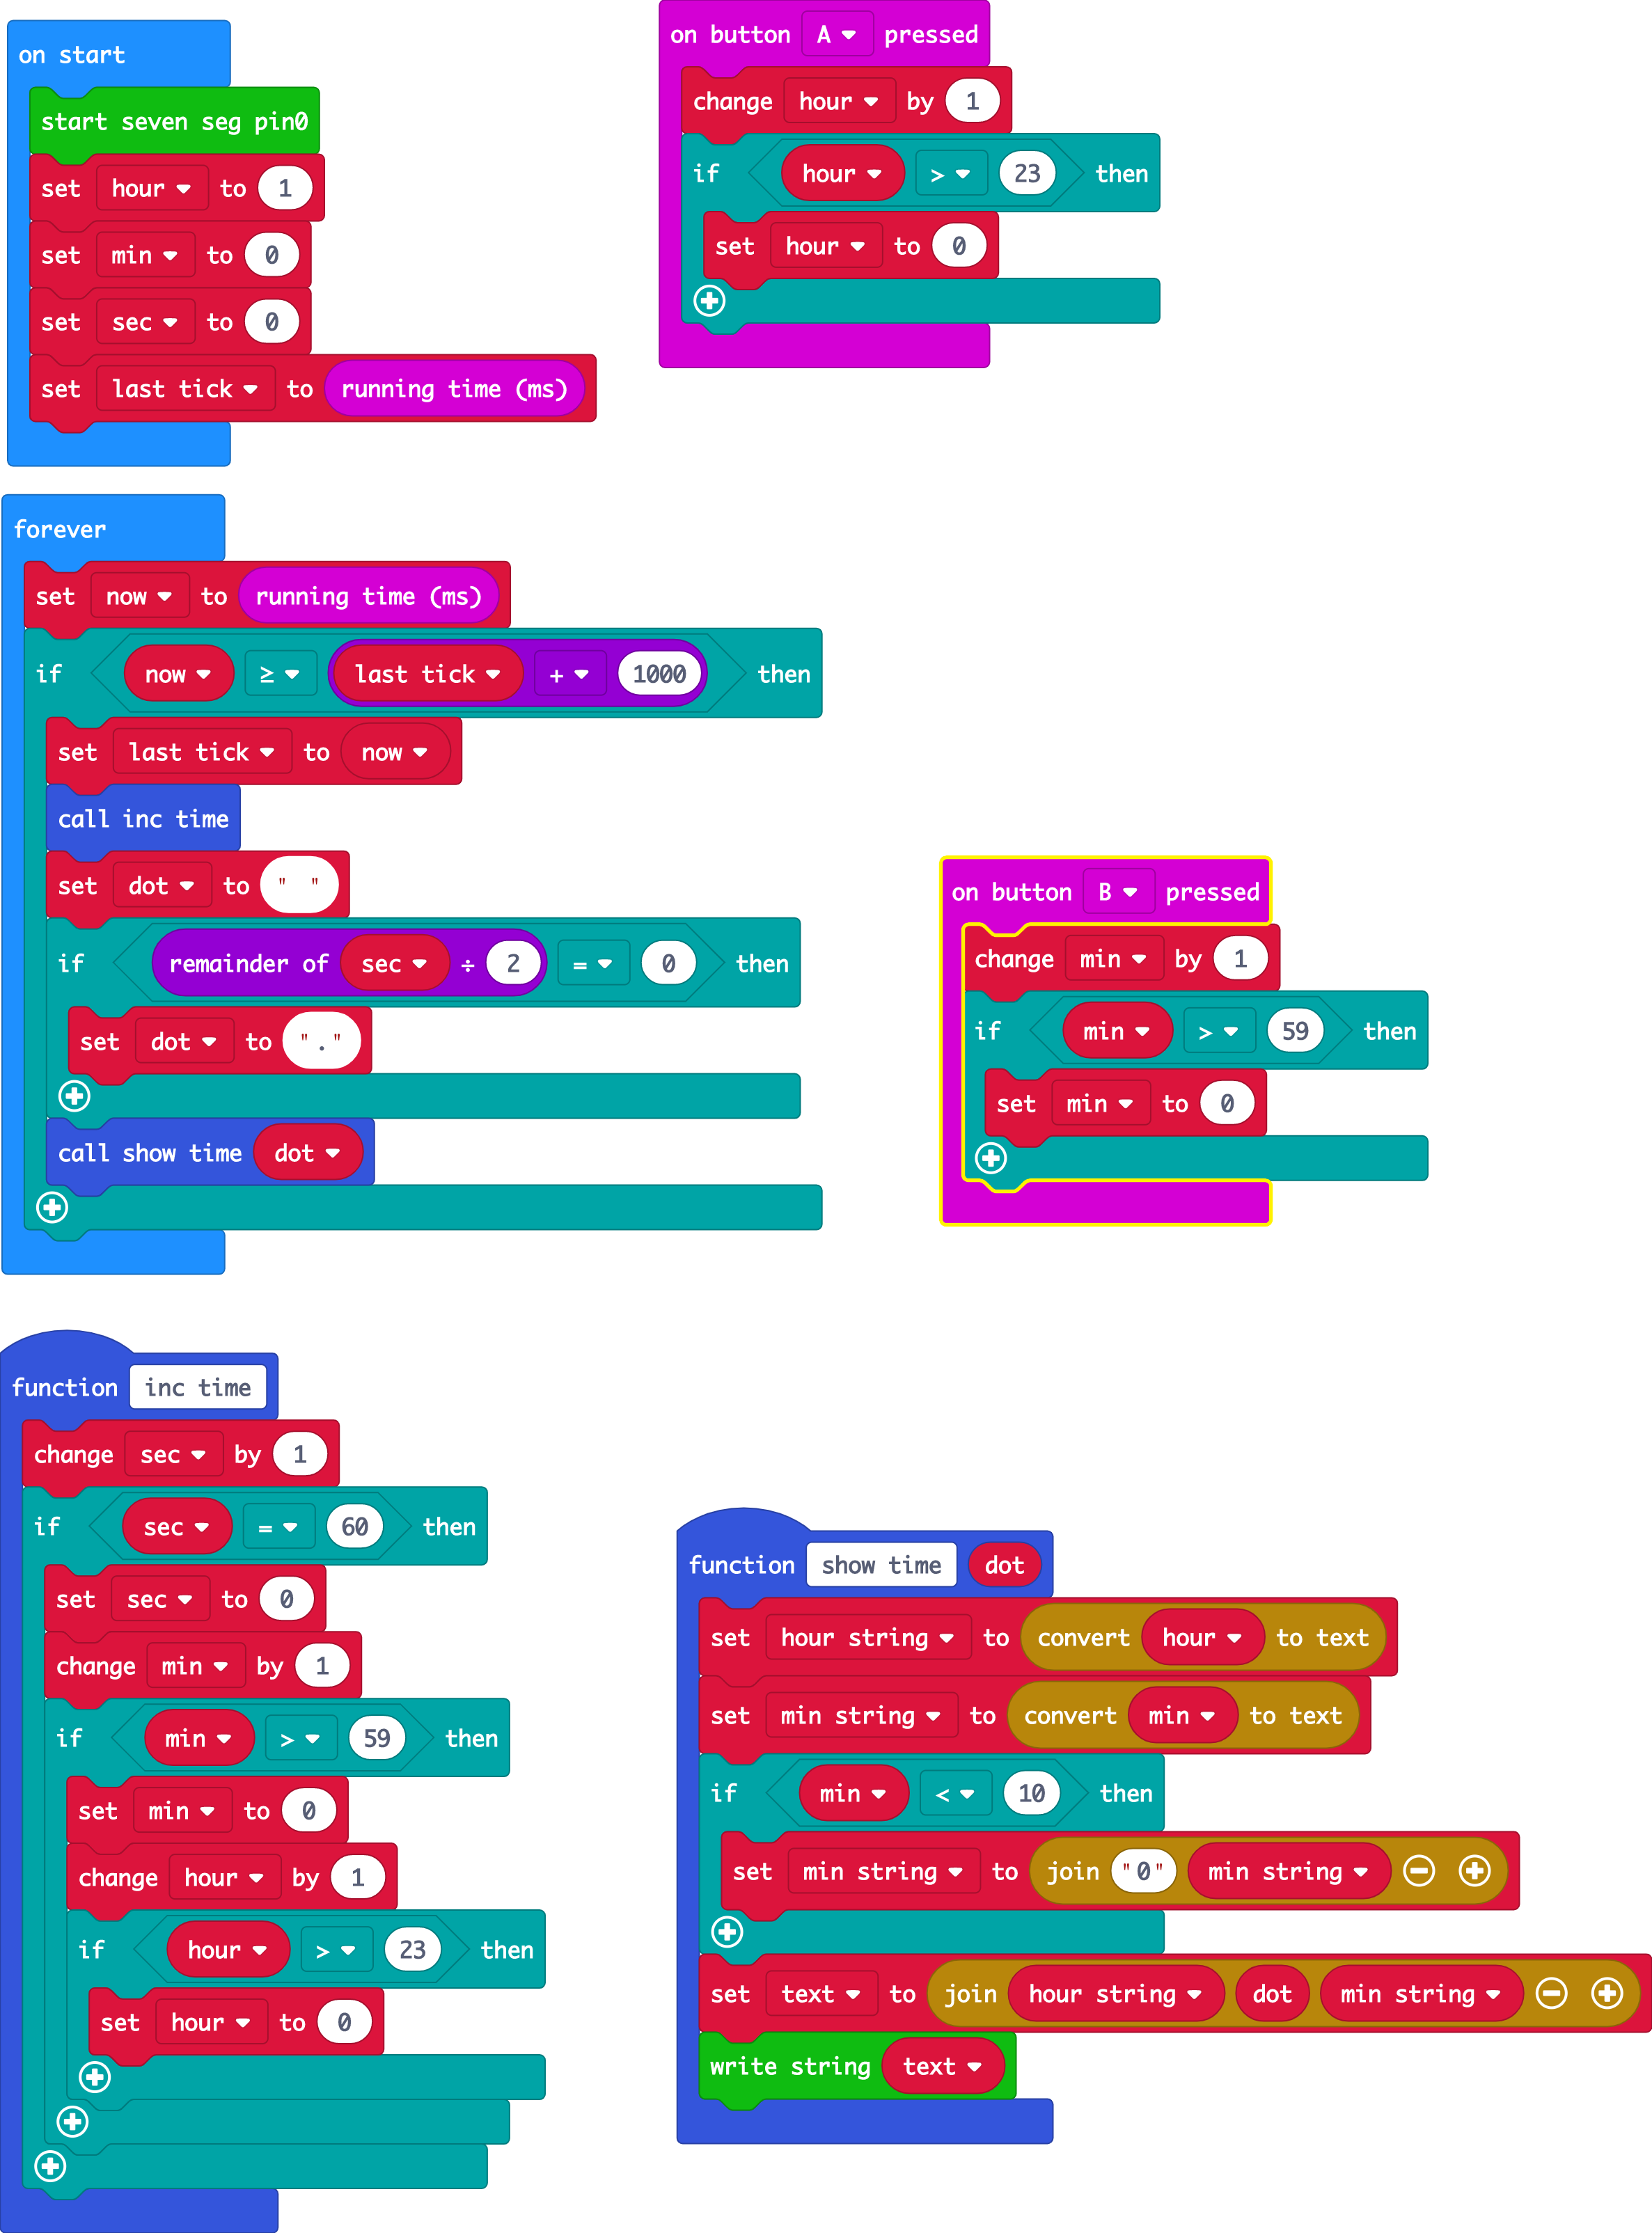 on start
start seven seg pin0
set hour to 1
set min to 0
set sec to 0
set last tick to running time (ms)
on button A pressed
change hour by 1
if hour > 23 then
set hour to 0
forever
set now to running time (ms)
if now ≥ last tick + 1000 then
set last tick to now
call inc time
set dot to " "
if remainder of sec ÷ 2 = 0 then
set dot to "."
call show time dot
on button B pressed
change min by 1
if min > 59 then
set min to 0
function inc time
change sec by 1
if sec = 60 then
set sec to 0
change min by 1
if min > 59 then
set min to 0
change hour by 1
if hour > 23 then
set hour to 0
function show time dot
set hour string to convert hour to text
set min string to convert min to text
if min < 10 then
set min string to join "0" min string
set text to join hour string dot min string
write string text